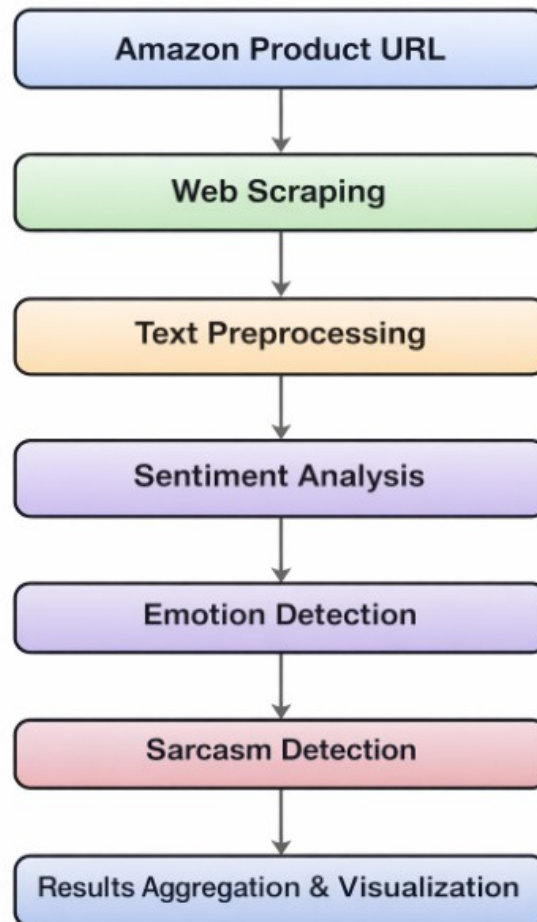 Amazon Product URL
Web Scraping
Text Preprocessing
Sentiment Analysis
Emotion Detection
Sarcasm Detection
Results Aggregation & Visualization